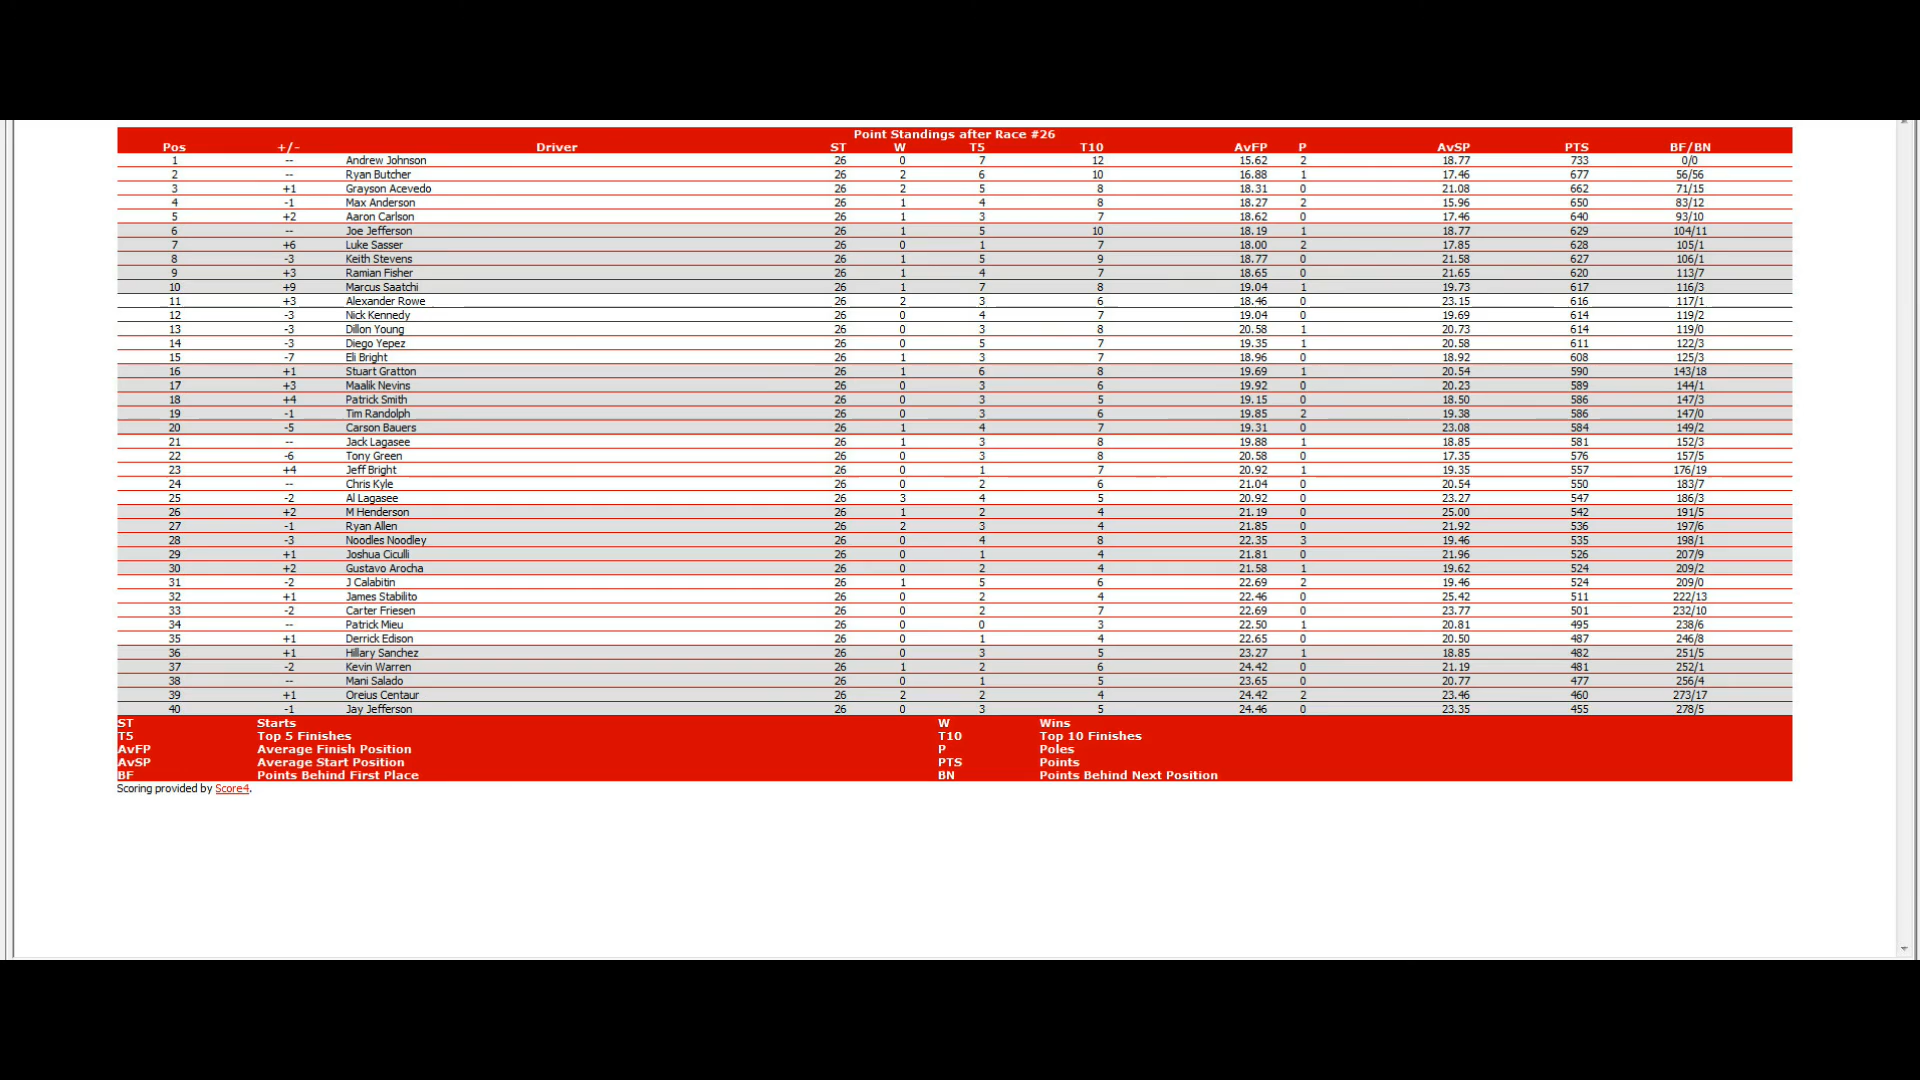 Point Standings after Race #26
Pos +/- Driver ST W T5 T10 AvFP P AvSP PTS BF/BN
1 -- Andrew Johnson 26 0 7 12 15.62 2 18.77 733 0/0
2 -- Ryan Butcher 26 2 6 10 16.88 1 17.46 677 56/56
3 +1 Grayson Acevedo 26 2 5 8 18.31 0 21.08 662 71/15
4 -1 Max Anderson 26 1 4 8 18.27 2 15.96 650 83/12
5 +2 Aaron Carlson 26 1 3 7 18.62 0 17.46 640 93/10
6 -- Joe Jefferson 26 1 5 10 18.19 1 18.77 629 104/11
7 +6 Luke Sasser 26 0 1 7 18.00 2 17.85 628 105/1
8 -3 Keith Stevens 26 1 5 9 18.77 0 21.58 627 106/1
9 +3 Ramian Fisher 26 1 4 7 18.65 0 21.65 620 113/7
10 +9 Marcus Saatchi 26 1 7 8 19.04 1 19.73 617 116/3
11 +3 Alexander Rowe 26 2 3 6 18.46 0 23.15 616 117/1
12 -3 Nick Kennedy 26 0 4 7 19.04 0 19.69 614 119/2
13 -3 Dillon Young 26 0 3 8 20.58 1 20.73 614 119/0
14 -3 Diego Yepez 26 0 5 7 19.35 1 20.58 611 122/3
15 -7 Eli Bright 26 1 3 7 18.96 0 18.92 608 125/3
16 +1 Stuart Gratton 26 1 6 8 19.69 1 20.54 590 143/18
17 +3 Maalik Nevins 26 0 3 6 19.92 0 20.23 589 144/1
18 +4 Patrick Smith 26 0 3 5 19.15 0 18.50 586 147/3
19 -1 Tim Randolph 26 0 3 6 19.85 2 19.38 586 147/0
20 -5 Carson Bauers 26 1 4 7 19.31 0 23.08 584 149/2
21 -- Jack Lagasee 26 1 3 8 19.88 1 18.85 581 152/3
22 -6 Tony Green 26 0 3 8 20.58 0 17.35 576 157/5
23 +4 Jeff Bright 26 0 1 7 20.92 1 19.35 557 176/19
24 -- Chris Kyle 26 0 2 6 21.04 0 20.54 550 183/7
25 -2 Al Lagasee 26 3 4 5 20.92 0 23.27 547 186/3
26 +2 M Henderson 26 1 2 4 21.19 0 25.00 542 191/5
27 -1 Ryan Allen 26 2 3 4 21.85 0 21.92 536 197/6
28 -3 Noodles Noodley 26 0 4 8 22.35 3 19.46 535 198/1
29 +1 Joshua Ciculli 26 0 1 4 21.81 0 21.96 526 207/9
30 +2 Gustavo Arocha 26 0 2 4 21.58 1 19.62 524 209/2
31 -2 J Calabitin 26 1 5 6 22.69 2 19.46 524 209/0
32 +1 James Stabilito 26 0 2 4 22.46 0 25.42 511 222/13
33 -2 Carter Friesen 26 0 2 7 22.69 0 23.77 501 232/10
34 -- Patrick Mieu 26 0 0 3 22.50 1 20.81 495 238/6
35 +1 Derrick Edison 26 0 1 4 22.65 0 20.50 487 246/8
36 +1 Hillary Sanchez 26 0 3 5 23.27 1 18.85 482 251/5
37 -2 Kevin Warren 26 1 2 6 24.42 0 21.19 481 252/1
38 -- Mani Salado 26 0 1 5 23.65 0 20.77 477 256/4
39 +1 Oreius Centaur 26 2 2 4 24.42 2 23.46 460 273/17
40 -1 Jay Jefferson 26 0 3 5 24.46 0 23.35 455 278/5
ST Starts W Wins
T5 Top 5 Finishes T10 Top 10 Finishes
AvFP Average Finish Position P Poles
AvSP Average Start Position PTS Points
BF Points Behind First Place BN Points Behind Next Position
Scoring provided by Score4.